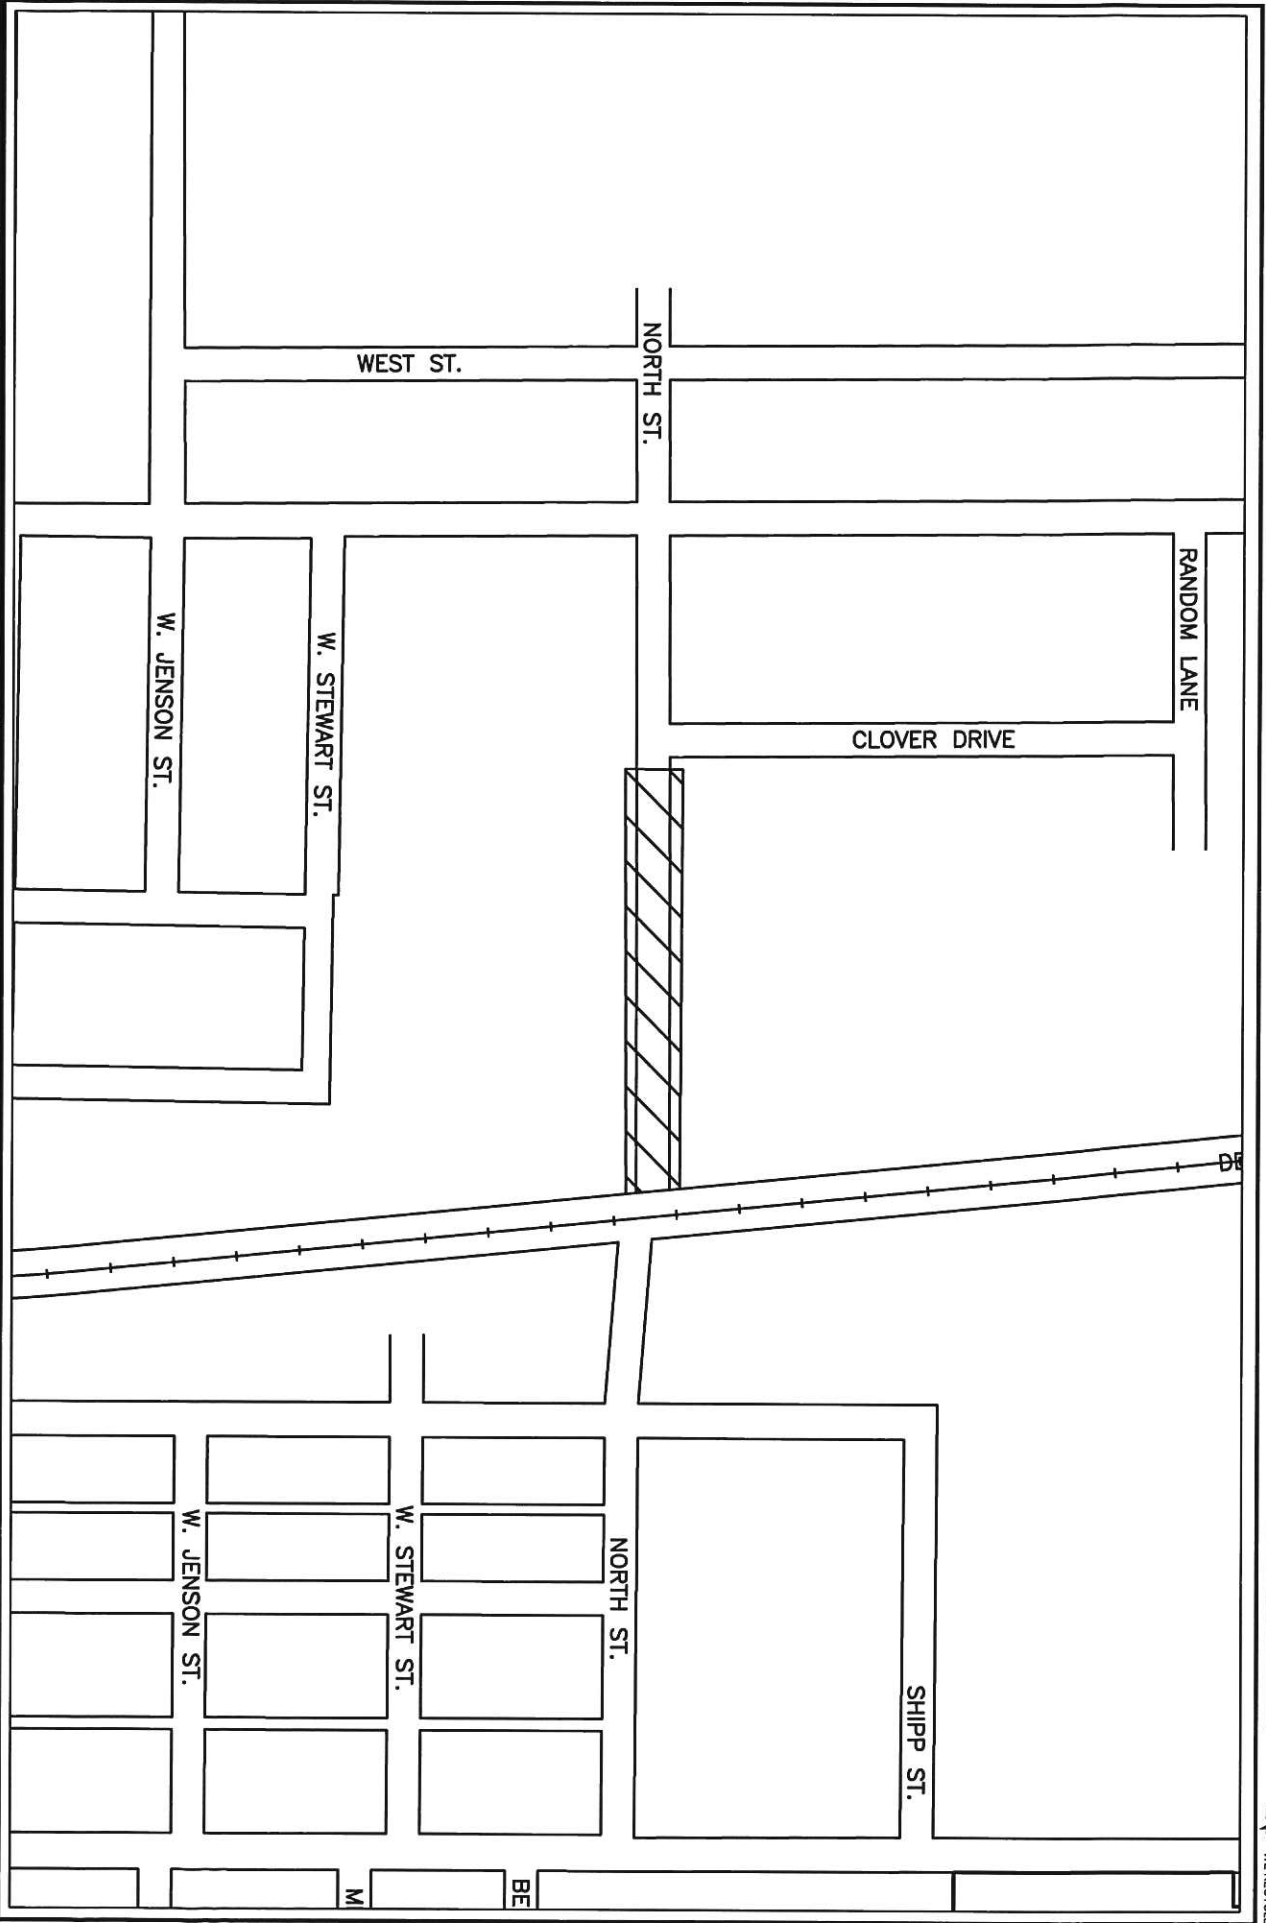 NORTH ST.
WEST ST.
RANDOM LANE
W. JENSON ST.
W. STEWART ST.
CLOVER DRIVE
W. JENSON ST.
W. STEWART ST.
NORTH ST.
SHIPP ST.
M
BE